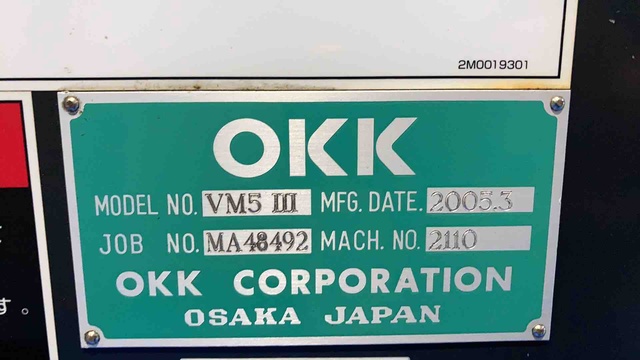 2M0019301
OKK
MODEL NO. VM5 III MFG. DATE. 2005.3
JOB NO. MA48492 MACH. NO. 2110
OKK CORPORATION
OSAKA JAPAN
す。